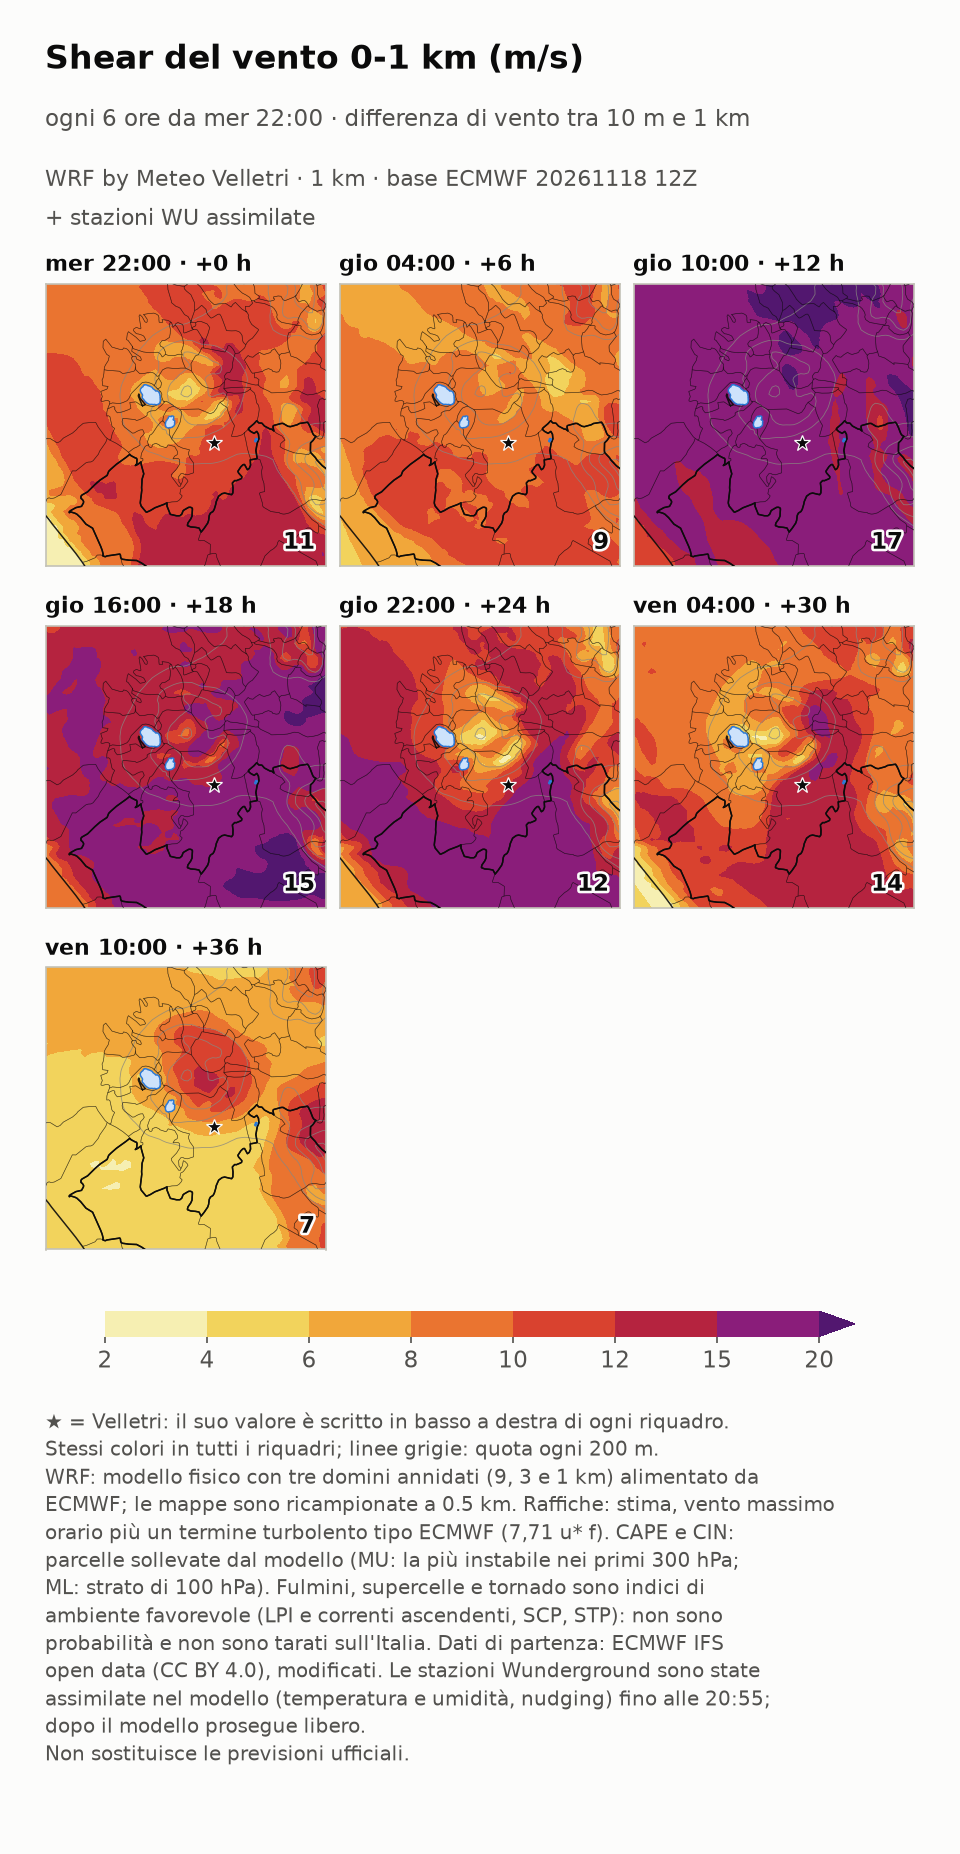 Shear del vento 0-1 km (m/s)
ogni 6 ore da mer 22:00 · differenza di vento tra 10 m e 1 km
WRF by Meteo Velletri · 1 km · base ECMWF 20261118 12Z
+ stazioni WU assimilate
mer 22:00 · +0 h
gio 04:00 · +6 h
gio 10:00 · +12 h
11
9
17
gio 16:00 · +18 h
gio 22:00 · +24 h
ven 04:00 · +30 h
15
12
14
ven 10:00 · +36 h
7
2 4 6 8 10 12 15 20
★ = Velletri: il suo valore è scritto in basso a destra di ogni riquadro.
Stessi colori in tutti i riquadri; linee grigie: quota ogni 200 m.
WRF: modello fisico con tre domini annidati (9, 3 e 1 km) alimentato da
ECMWF; le mappe sono ricampionate a 0.5 km. Raffiche: stima, vento massimo
orario più un termine turbolento tipo ECMWF (7,71 u* f). CAPE e CIN:
parcelle sollevate dal modello (MU: la più instabile nei primi 300 hPa;
ML: strato di 100 hPa). Fulmini, supercelle e tornado sono indici di
ambiente favorevole (LPI e correnti ascendenti, SCP, STP): non sono
probabilità e non sono tarati sull'Italia. Dati di partenza: ECMWF IFS
open data (CC BY 4.0), modificati. Le stazioni Wunderground sono state
assimilate nel modello (temperatura e umidità, nudging) fino alle 20:55;
dopo il modello prosegue libero.
Non sostituisce le previsioni ufficiali.